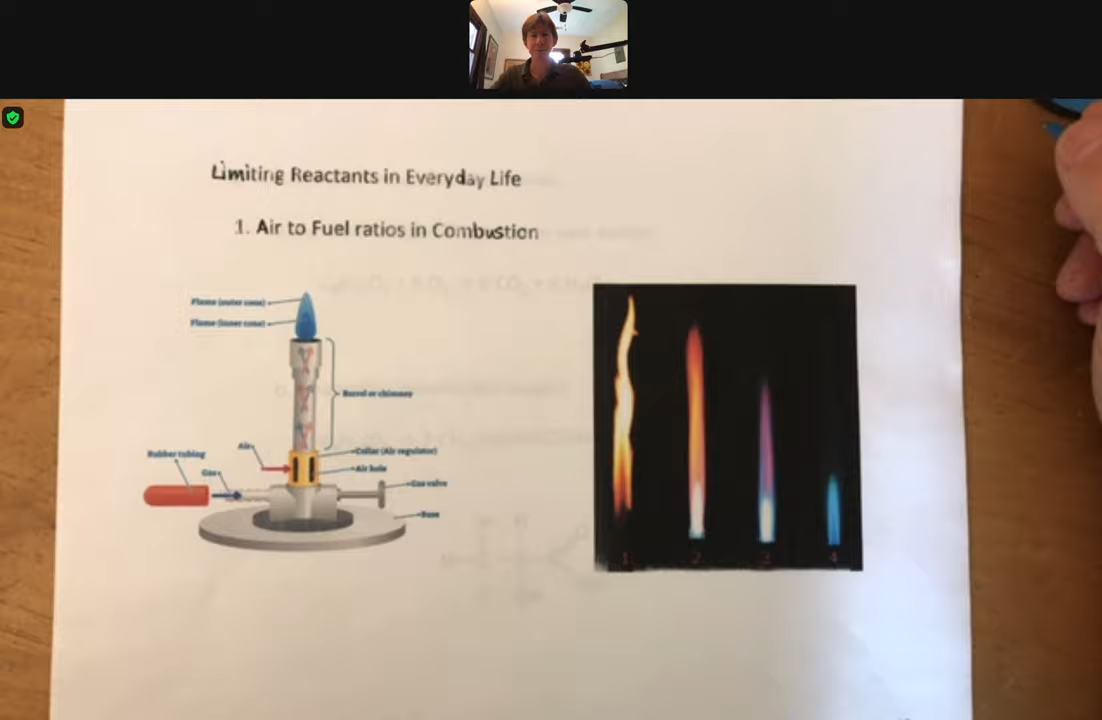 Limiting Reactants in Everyday Life
1. Air to Fuel ratios in Combustion
Flame (outer cone)
Flame (inner cone)
Barrel or chimney
Air
Collar (Air regulator)
Rubber tubing
Air hole
Gas
Gas valve
Base
1 2 3 4